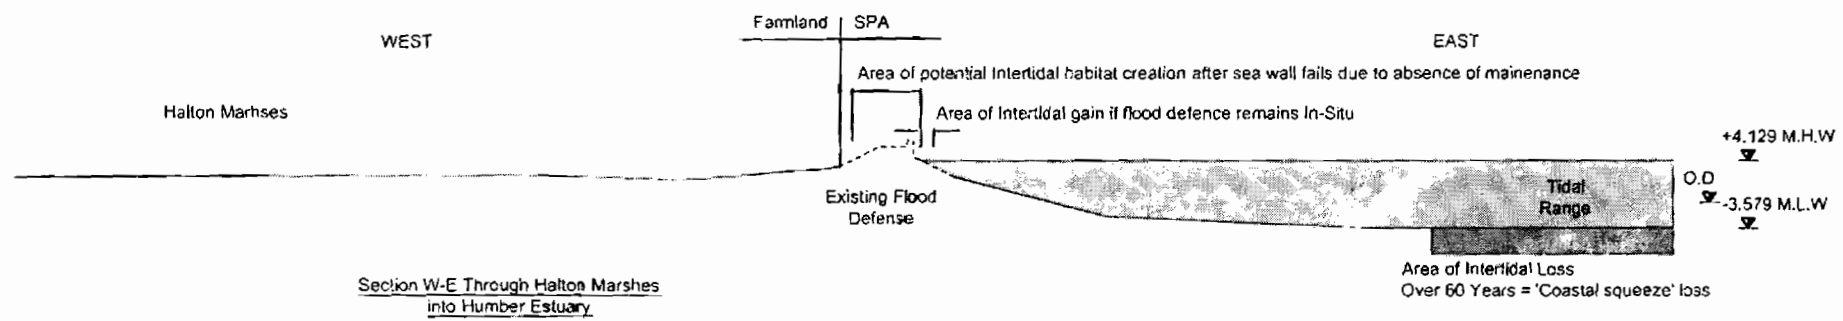 Farmland SPA
WEST
EAST
Area of potential Intertidal habitat creation after sea wall fails due to absence of mainenance
Halton Marhses
Area of Intertidal gain if flood defence remains In-Situ
+4.129 M.H.W
O.D
Tidal
Range
-3.579 M.L.W
Existing Flood
Defense
Area of Intertidal Loss
Over 60 Years = 'Coastal squeeze' loss
Section W-E Through Halton Marshes
into Humber Estuary